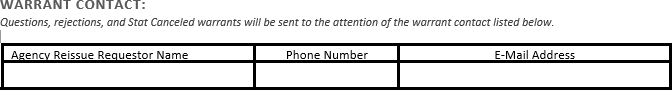 WARRANT CONTACT:
Questions, rejections, and Stat Canceled warrants will be sent to the attention of the warrant contact listed below.
Agency Reissue Requestor Name Phone Number E-Mail Address